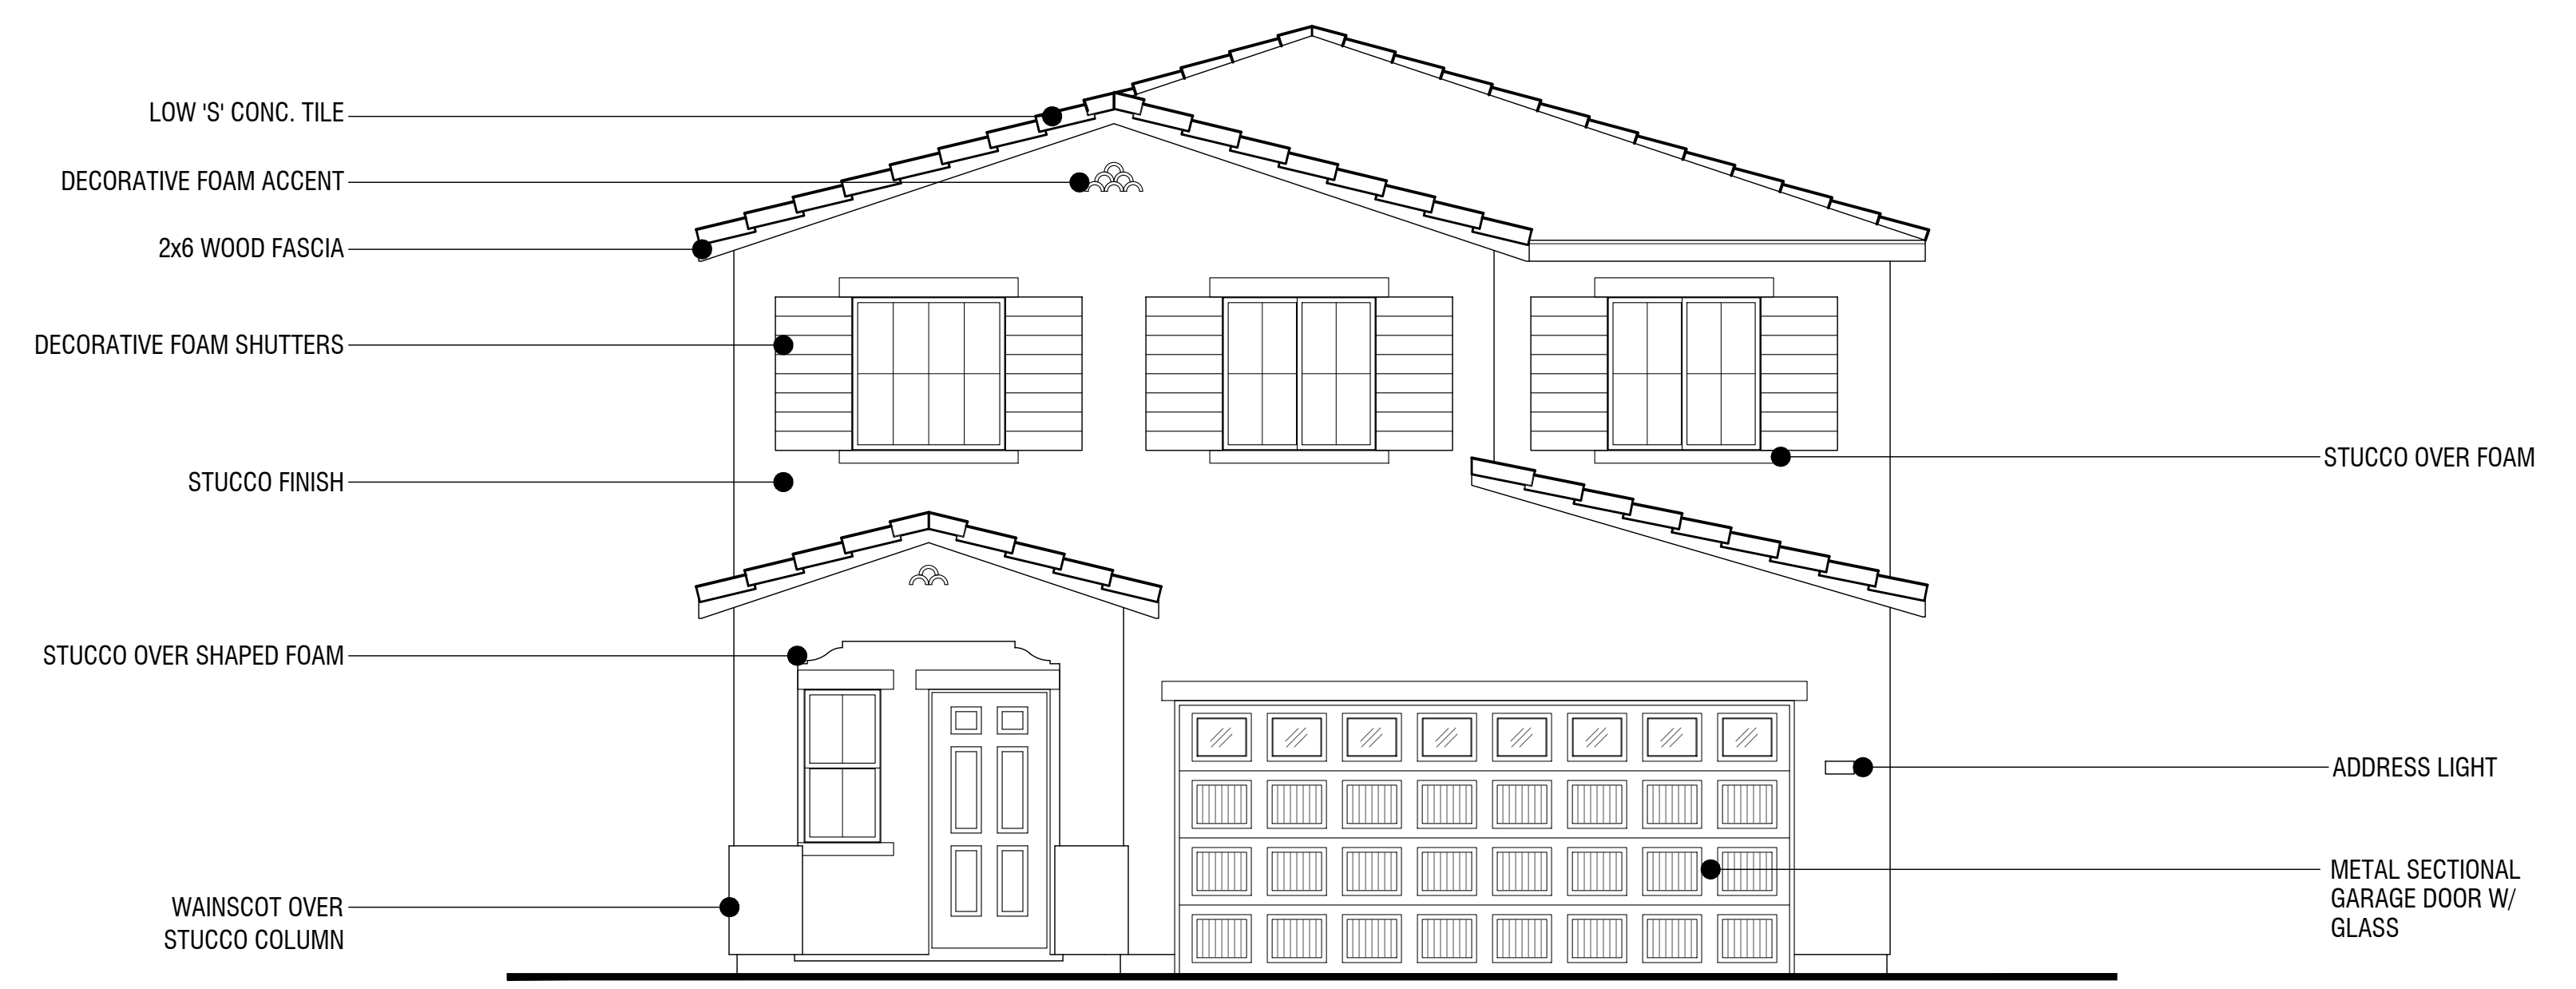 LOW 'S' CONC. TILE
DECORATIVE FOAM ACCENT
2x6 WOOD FASCIA
DECORATIVE FOAM SHUTTERS
STUCCO FINISH
STUCCO OVER SHAPED FOAM
WAINSCOT OVER
STUCCO COLUMN
STUCCO OVER FOAM
ADDRESS LIGHT
METAL SECTIONAL
GARAGE DOOR W/
GLASS